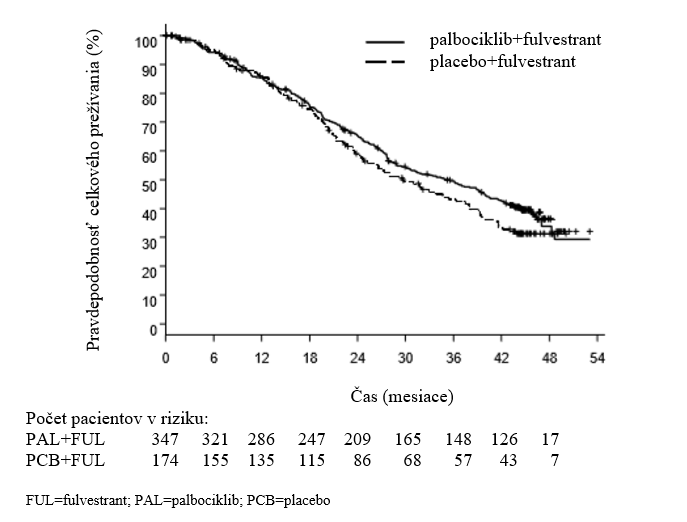 Pravdepodobnosť celkového prežívania (%)
100
90
80
70
60
50
40
30
20
10
0
palbociklib+fulvestrant
placebo+fulvestrant
0 6 12 18 24 30 36 42 48 54
Čas (mesiace)
Počet pacientov v riziku:
PAL+FUL 347 321 286 247 209 165 148 126 17
PCB+FUL 174 155 135 115 86 68 57 43 7
FUL=fulvestrant; PAL=palbociklib; PCB=placebo